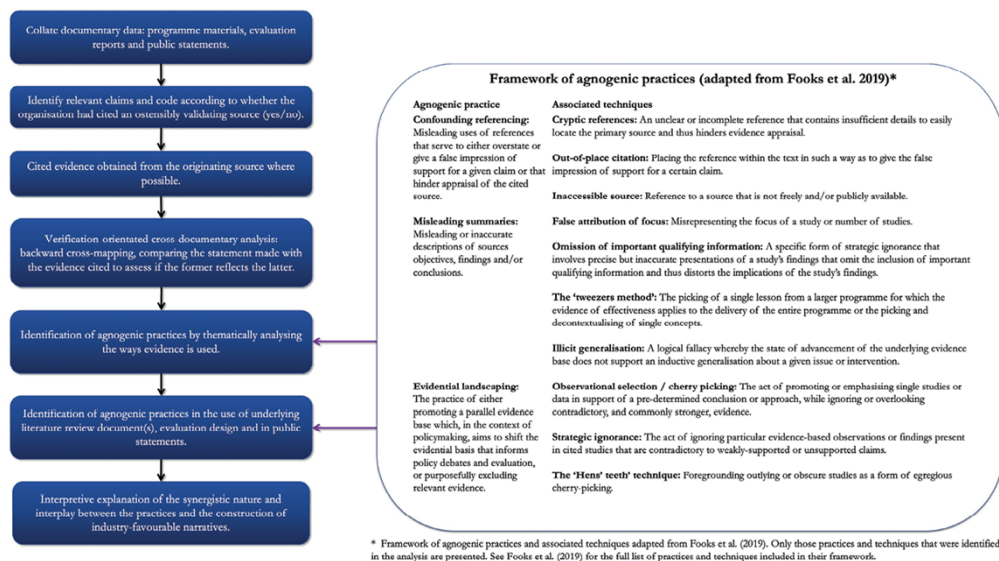 Collate documentary data: programme materials, evaluation
reports and public statements.
Identify relevant claims and code according to whether the
organisation had cited an ostensibly validating source (yes/no).
Cited evidence obtained from the originating source where
possible.
Verification orientated cross documentary analysis:
backward cross-mapping, comparing the statement made with
the evidence cited to assess if the former reflects the latter.
Identification of agnogenic practices by thematically analysing
the ways evidence is used.
Identification of agnogenic practices in the use of underlying
literature review document(s), evaluation design and in public
statements.
Interpretive explanation of the synergistic nature and
interplay between the practices and the construction of
industry-favourable narratives.
Framework of agnogenic practices (adapted from Fooks et al. 2019)*
Agnogenic practice
Associated techniques
Confounding referencing:
Misleading uses of references
that serve to either overstate or
give a false impression of
support for a given claim or that
hinder appraisal of the cited
source.
Cryptic references: An unclear or incomplete reference that contains insufficient details to easily
locate the primary source and thus hinders evidence appraisal.
Out-of-place citation: Placing the reference within the text in such a way as to give the false
impression of support for a certain claim.
Inaccessible source: Reference to a source that is not freely and/or publicly available.
Misleading summaries:
Misleading or inaccurate
descriptions of sources
objectives, findings and/or
conclusions.
False attribution of focus: Misrepresenting the focus of a study or number of studies.
Omission of important qualifying information: A specific form of strategic ignorance that
involves precise but inaccurate presentations of a study's findings that omit the inclusion of important
qualifying information and thus distorts the implications of the study's findings.
The 'tweezers method': The picking of a single lesson from a larger programme for which the
evidence of effectiveness applies to the delivery of the entire programme or the picking and
decontextualising of single concepts.
Illicit generalisation: A logical fallacy whereby the state of advancement of the underlying evidence
base does not support an inductive generalisation about a given issue or intervention.
Evidential landscaping:
The practice of either
promoting a parallel evidence
base which, in the context of
policymaking, aims to shift the
evidential basis that informs
policy debates and evaluation,
or purposefully excluding
relevant evidence.
Observational selection / cherry picking: The act of promoting or emphasising single studies or
data in support of a pre-determined conclusion or approach, while ignoring or overlooking
contradictory, and commonly stronger, evidence.
Strategic ignorance: The act of ignoring particular evidence-based observations or findings present
in cited studies that are contradictory to weakly-supported or unsupported claims.
The 'Hens' teeth' technique: Foregrounding outlying or obscure studies as a form of egregious
cherry-picking.
* Framework of agnogenic practices and associated techniques adapted from Fooks et al. (2019). Only those practices and techniques that were identified
in the analysis are presented. See Fooks et al. (2019) for the full list of practices and techniques included in their framework.